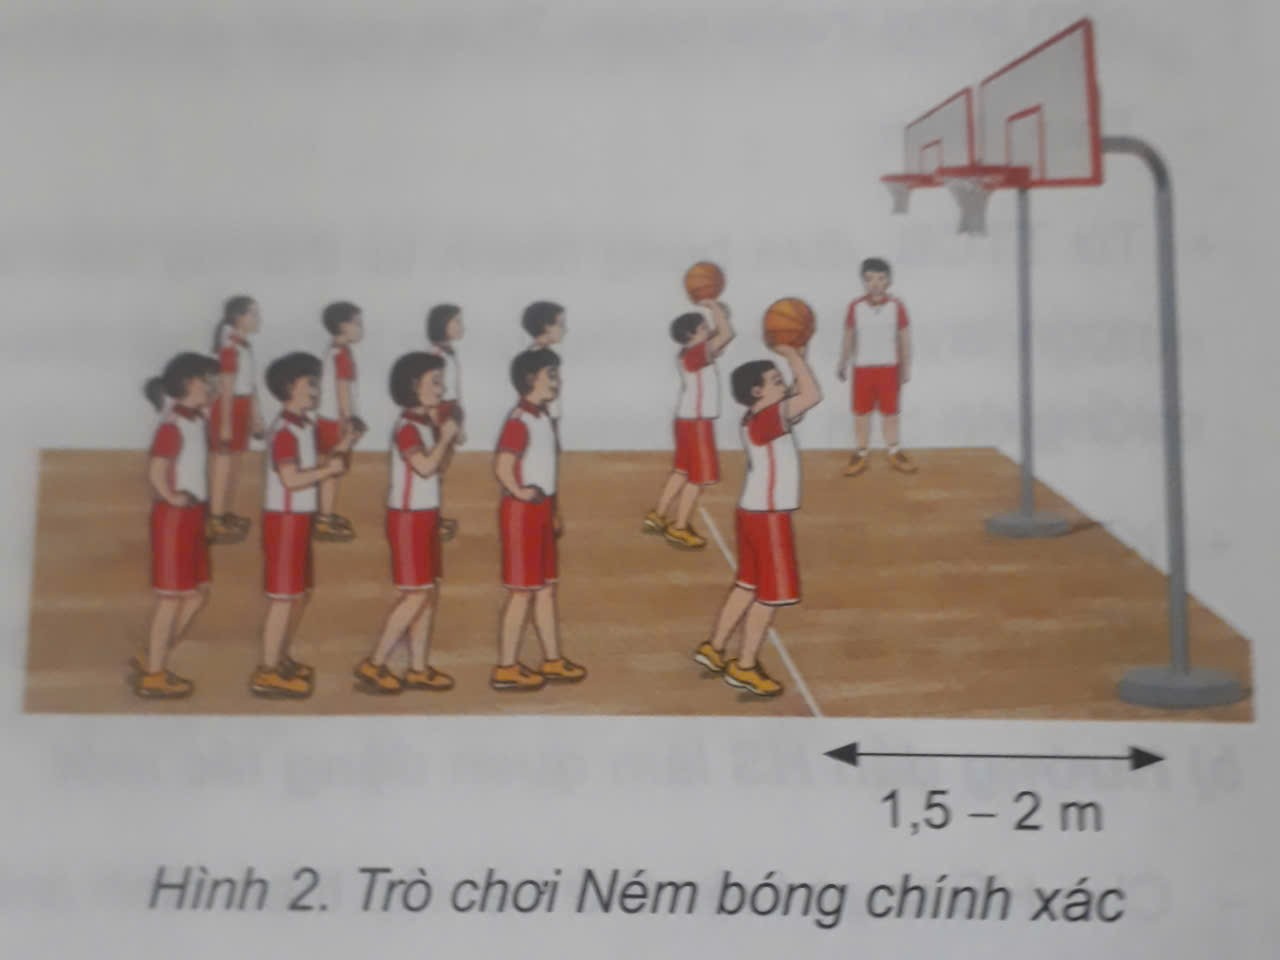 1,5 – 2 m
Hình 2. Trò chơi Ném bóng chính xác